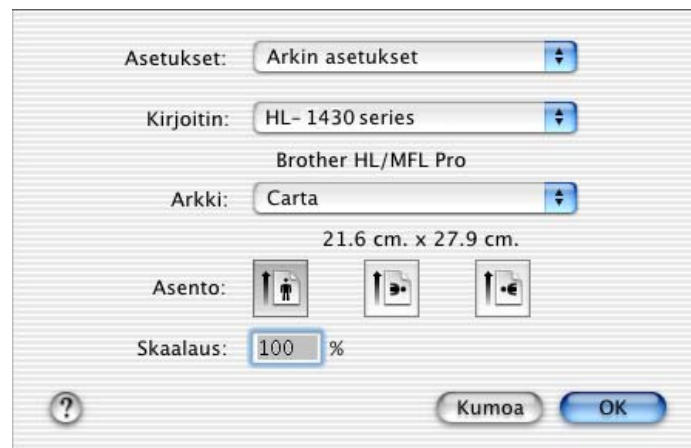 Asetukset: Arkin asetukset
Kirjoitin: HL- 1430 series
Brother HL/MFL Pro
Arkki: Carta
21.6 cm. x 27.9 cm.
Asento:
Skaalaus: 100 %
? Kumoa OK